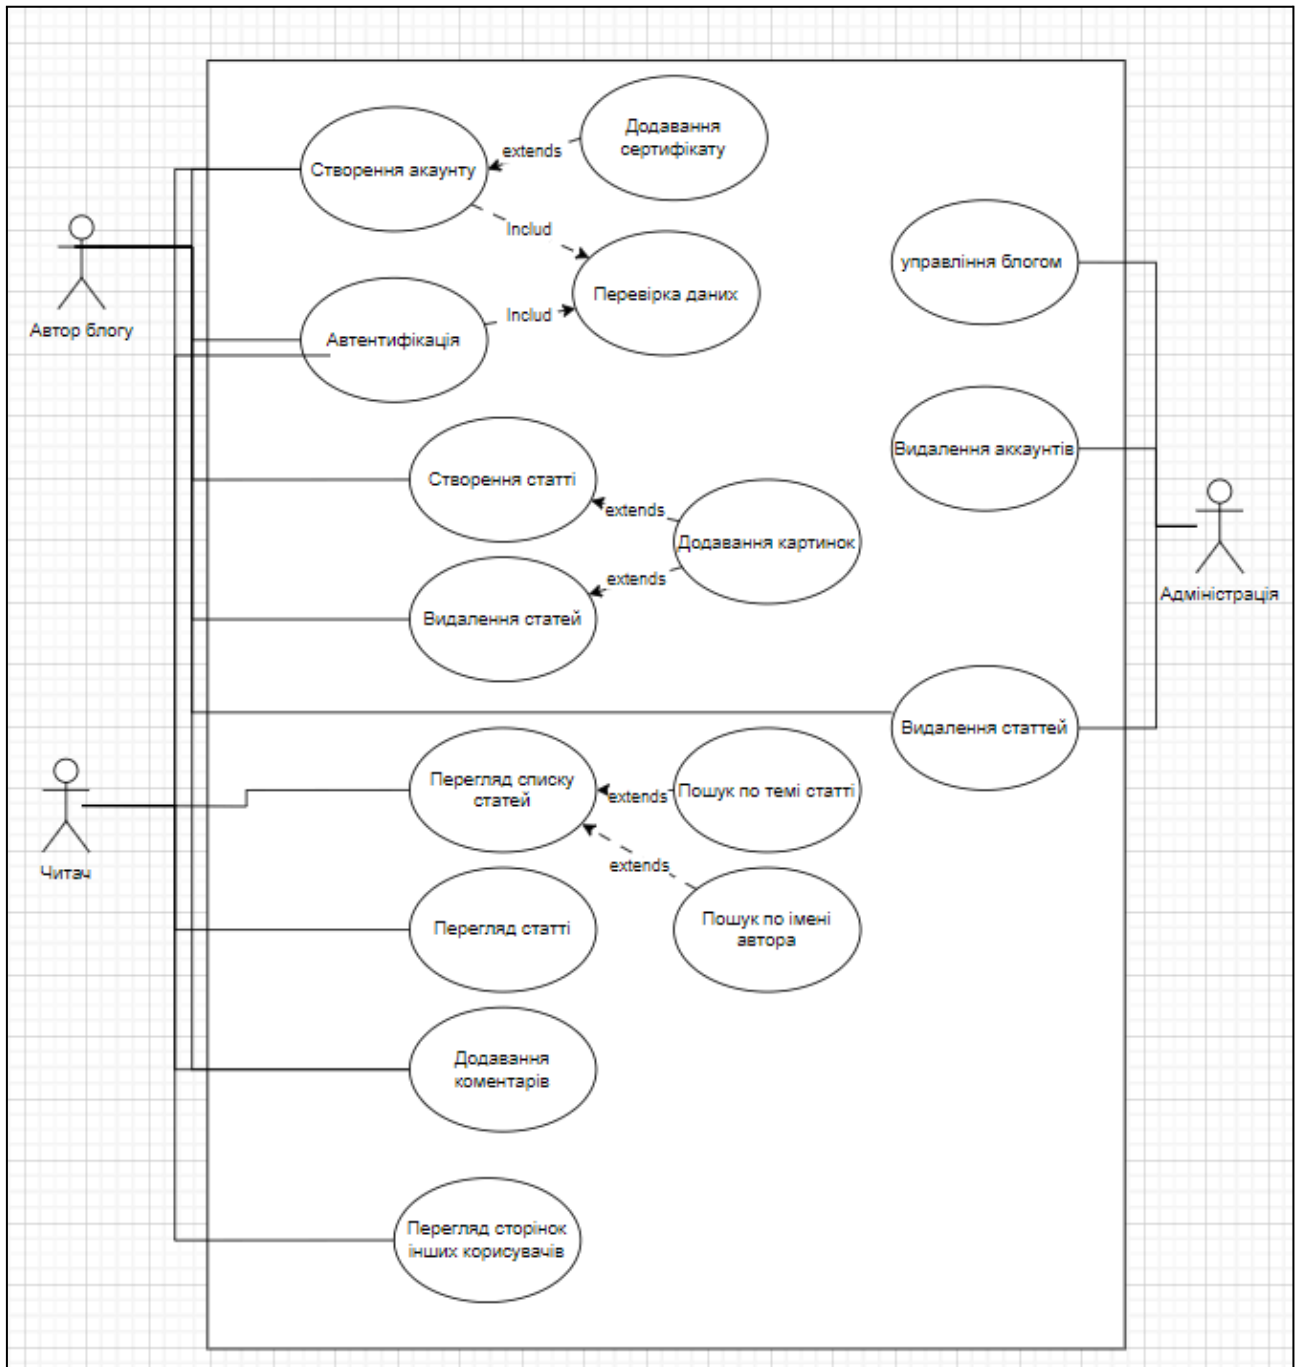 Додавання
сертифікату
extends
Створення акаунту
Includ
управління блогом
Перевірка даних
Includ
Автор блогу
Автентифікація
Видалення аккаунтів
Створення статті
extends
Додавання картинок
extends
Адміністрація
Видалення статей
Видалення статтей
Перегляд списку
статей
extends
Пошук по темі статті
extends
Читач
Пошук по імені
автора
Перегляд статті
Додавання
коментарів
Перегляд сторінок
інших корисувачів